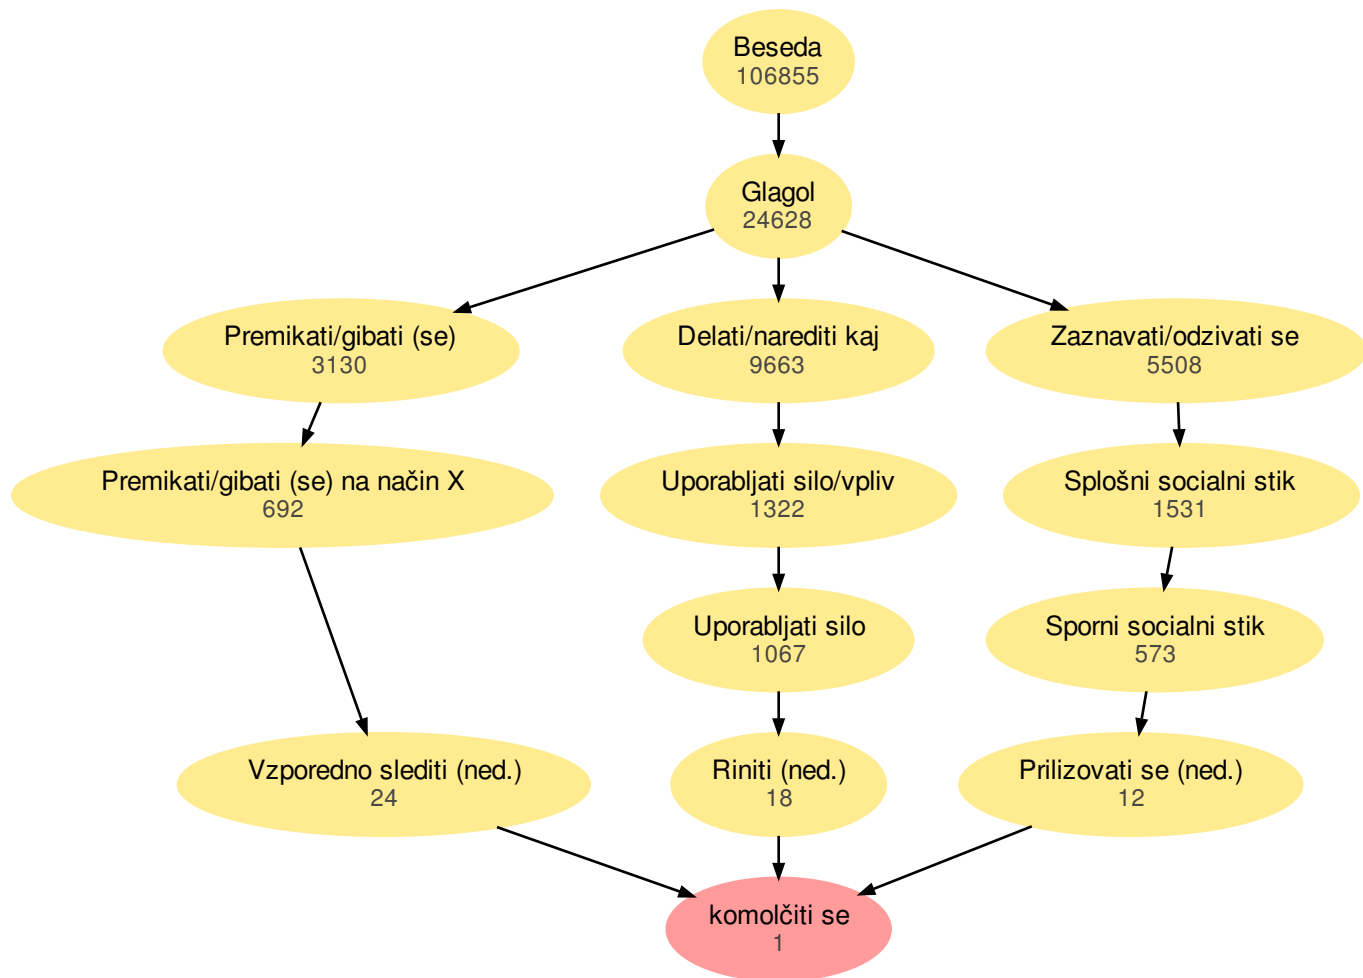 Beseda
106855
Glagol
24628
Premikati/gibati (se)
3130
Delati/narediti kaj
9663
Zaznavati/odzivati se
5508
Premikati/gibati (se) na način X
692
Uporabljati silo/vpliv
1322
Splošni socialni stik
1531
Uporabljati silo
1067
Sporni socialni stik
573
Vzporedno slediti (ned.)
24
Riniti (ned.)
18
Prilizovati se (ned.)
12
komolčiti se
1